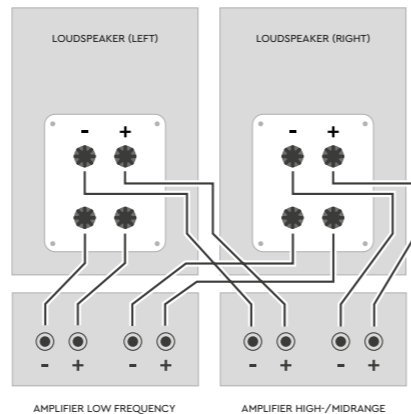 LOUDSPEAKER (LEFT) LOUDSPEAKER (RIGHT)
- + - +
- + - + - + - +
AMPLIFIER LOW FREQUENCY AMPLIFIER HIGH-/MIDRANGE